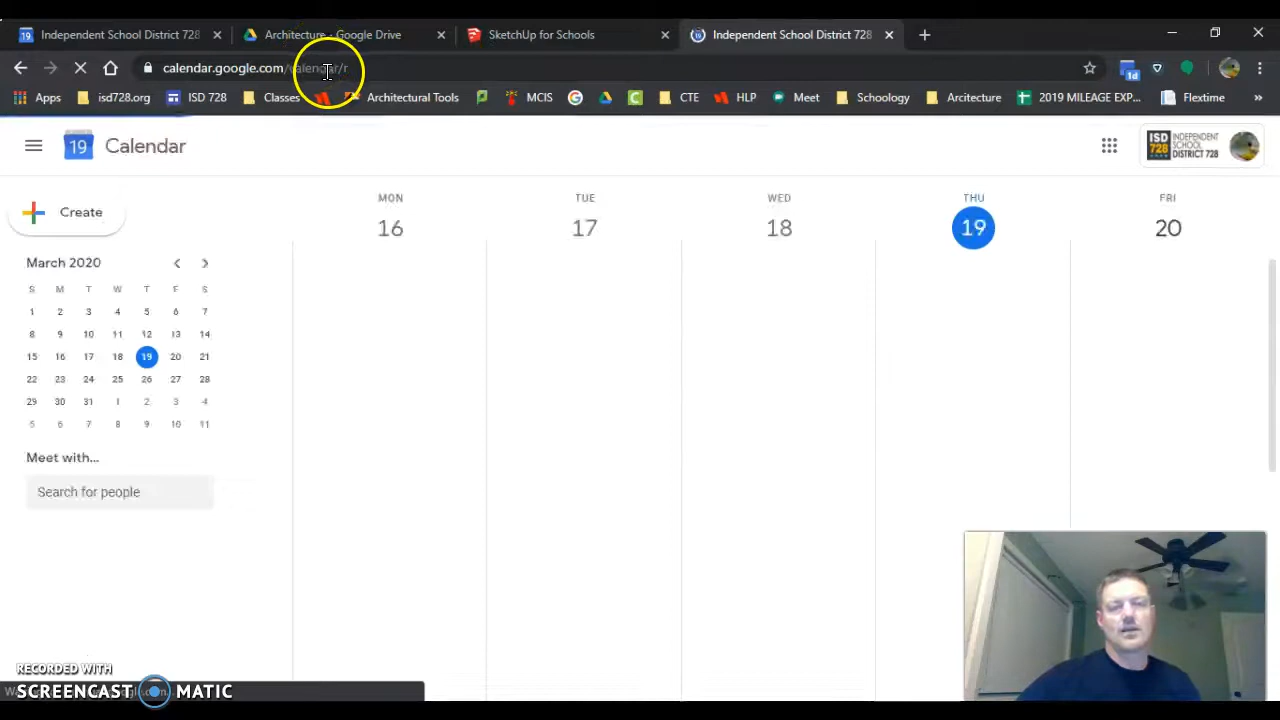 Independent School District 728
Architecture - Google Drive
SketchUp for Schools
Independent School District 728
calendar.google.com/calendar/r
1d
Apps
isd728.org
ISD 728
Classes
Architectural Tools
MCIS
CTE
HLP
Meet
Schoology
Arcitecture
2019 MILEAGE EXP...
Flextime
»
19
Calendar
ISD 728
INDEPENDENT SCHOOL DISTRICT 728
Create
MON
TUE
WED
THU
FRI
16
17
18
19
20
March 2020
S M T W T F S
1 2 3 4 5 6 7
8 9 10 11 12 13 14
15 16 17 18 19 20 21
22 23 24 25 26 27 28
29 30 31 1 2 3 4
5 6 7 8 9 10 11
Meet with...
Search for people
RECORDED WITH
SCREENCAST MATIC